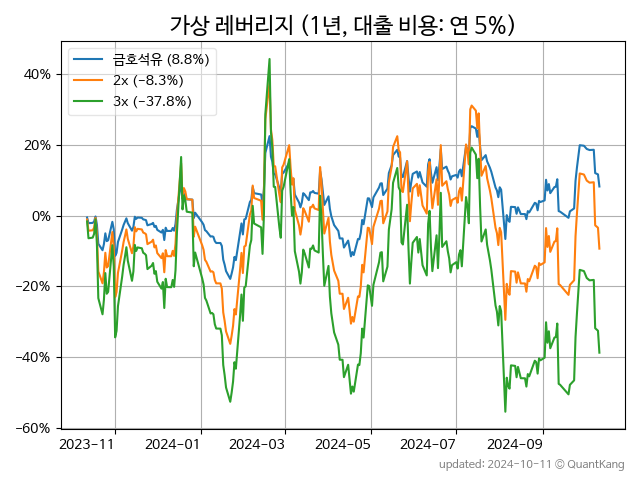 가상 레버리지 (1년, 대출 비용: 연 5%)
금호석유 (8.8%)
2x (−8.3%)
3x (−37.8%)
40%
20%
0%
−20%
−40%
−60%
2023-11 2024-01 2024-03 2024-05 2024-07 2024-09
updated: 2024-10-11 © QuantKang